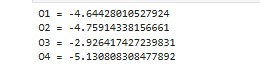 O1 = -4.64428010527924
O2 = -4.75914338156661
O3 = -2.926417427239831
O4 = -5.130808308477892